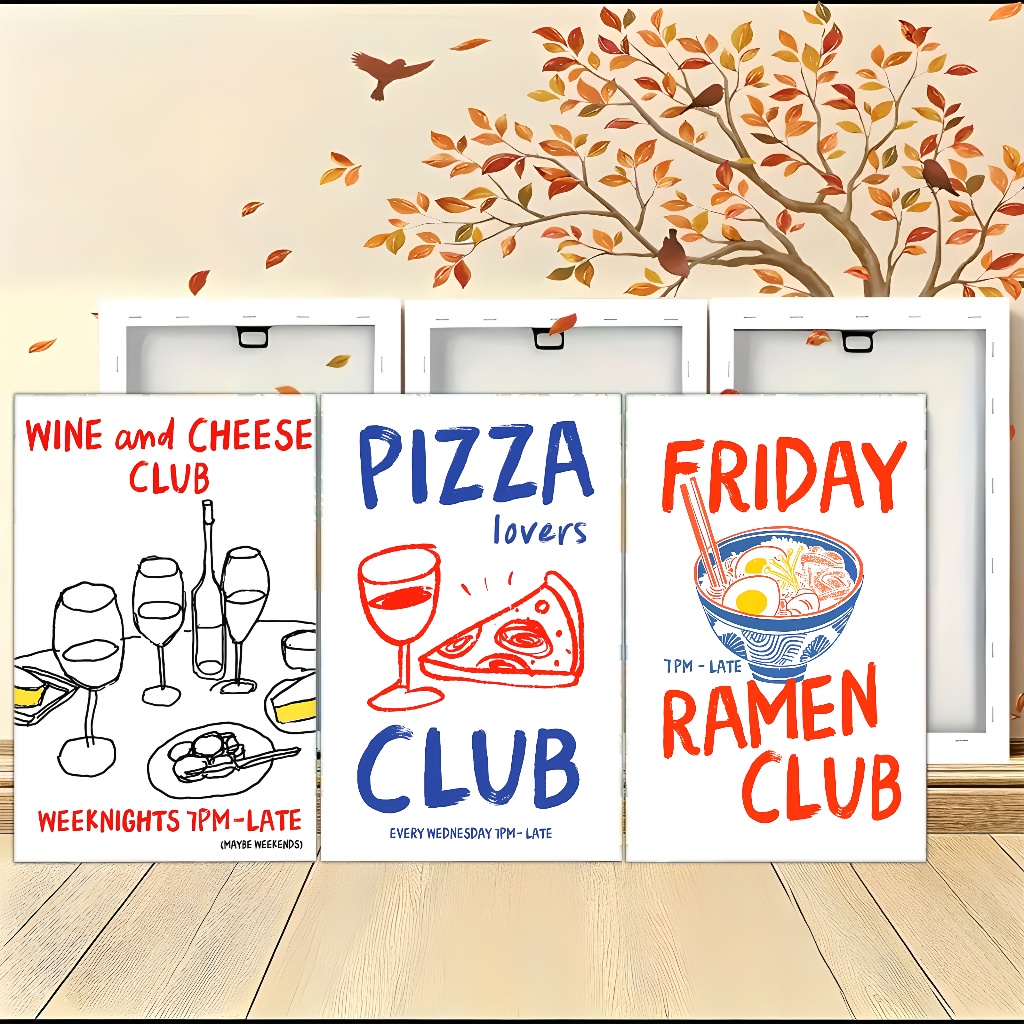 WINE and CHEESE
CLUB
WEEKNIGHTS 7PM-LATE
(MAYBE WEEKENDS)
PIZZA
lovers
CLUB
EVERY WEDNESDAY 7PM- LATE
FRIDAY
7PM - LATE
RAMEN
CLUB